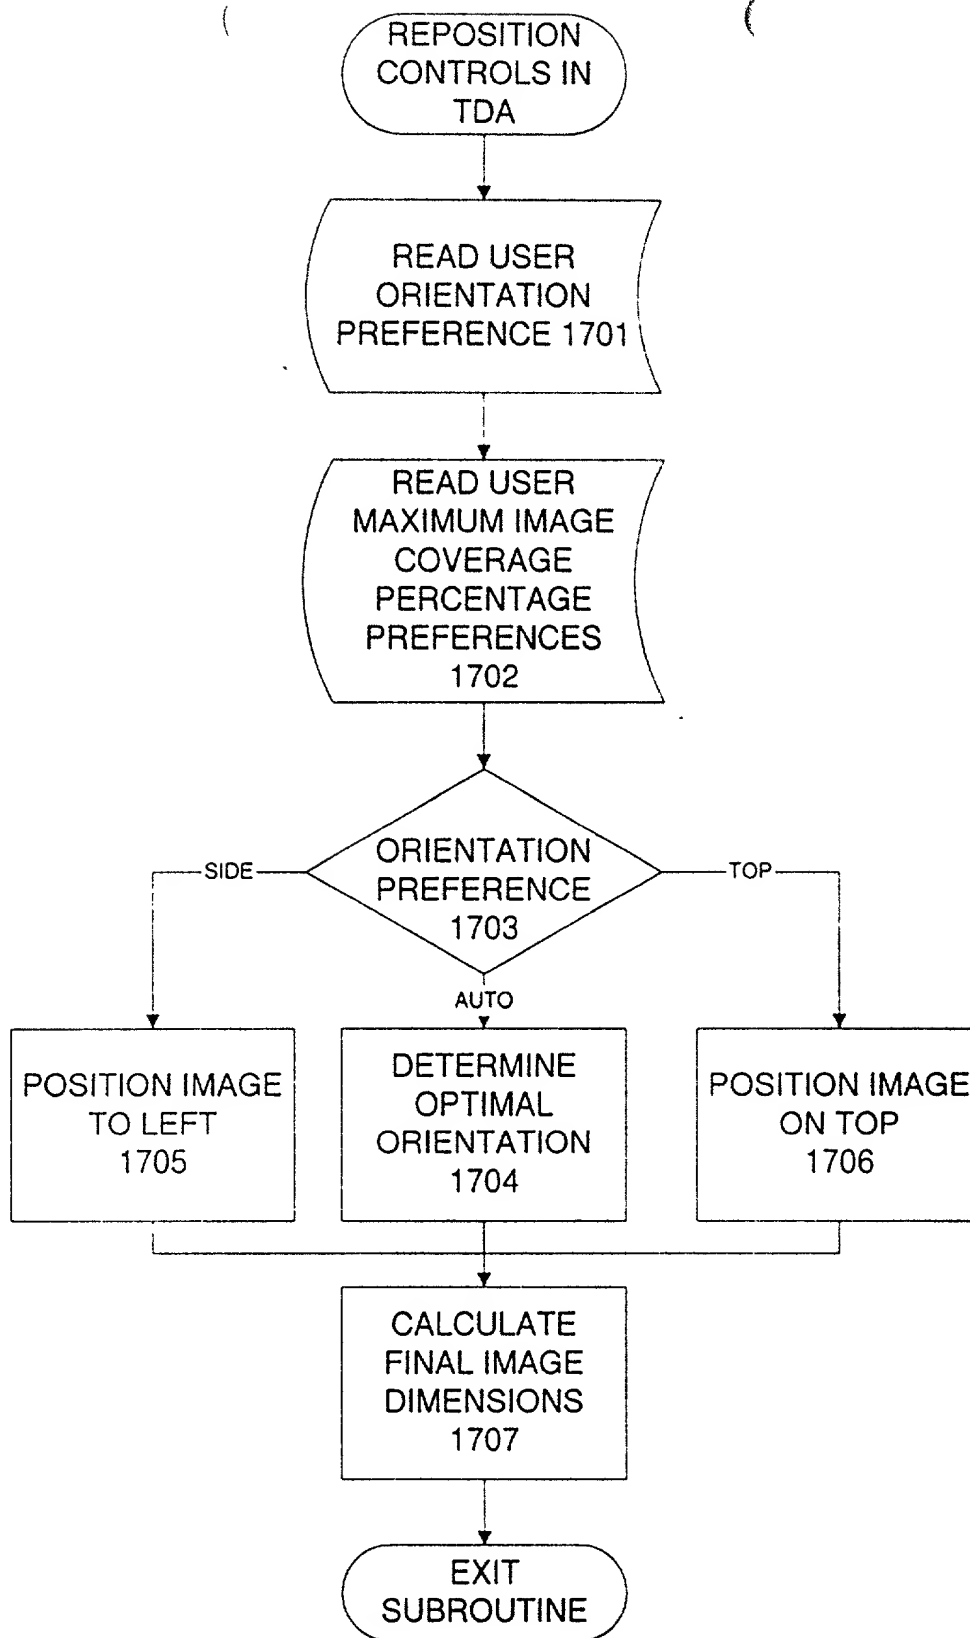 REPOSITION
CONTROLS IN
TDA
READ USER
ORIENTATION
PREFERENCE 1701
READ USER
MAXIMUM IMAGE
COVERAGE
PERCENTAGE
PREFERENCES
1702
ORIENTATION
PREFERENCE
1703
SIDE
TOP
AUTO
POSITION IMAGE
TO LEFT
1705
DETERMINE
OPTIMAL
ORIENTATION
1704
POSITION IMAGE
ON TOP
1706
CALCULATE
FINAL IMAGE
DIMENSIONS
1707
EXIT
SUBROUTINE